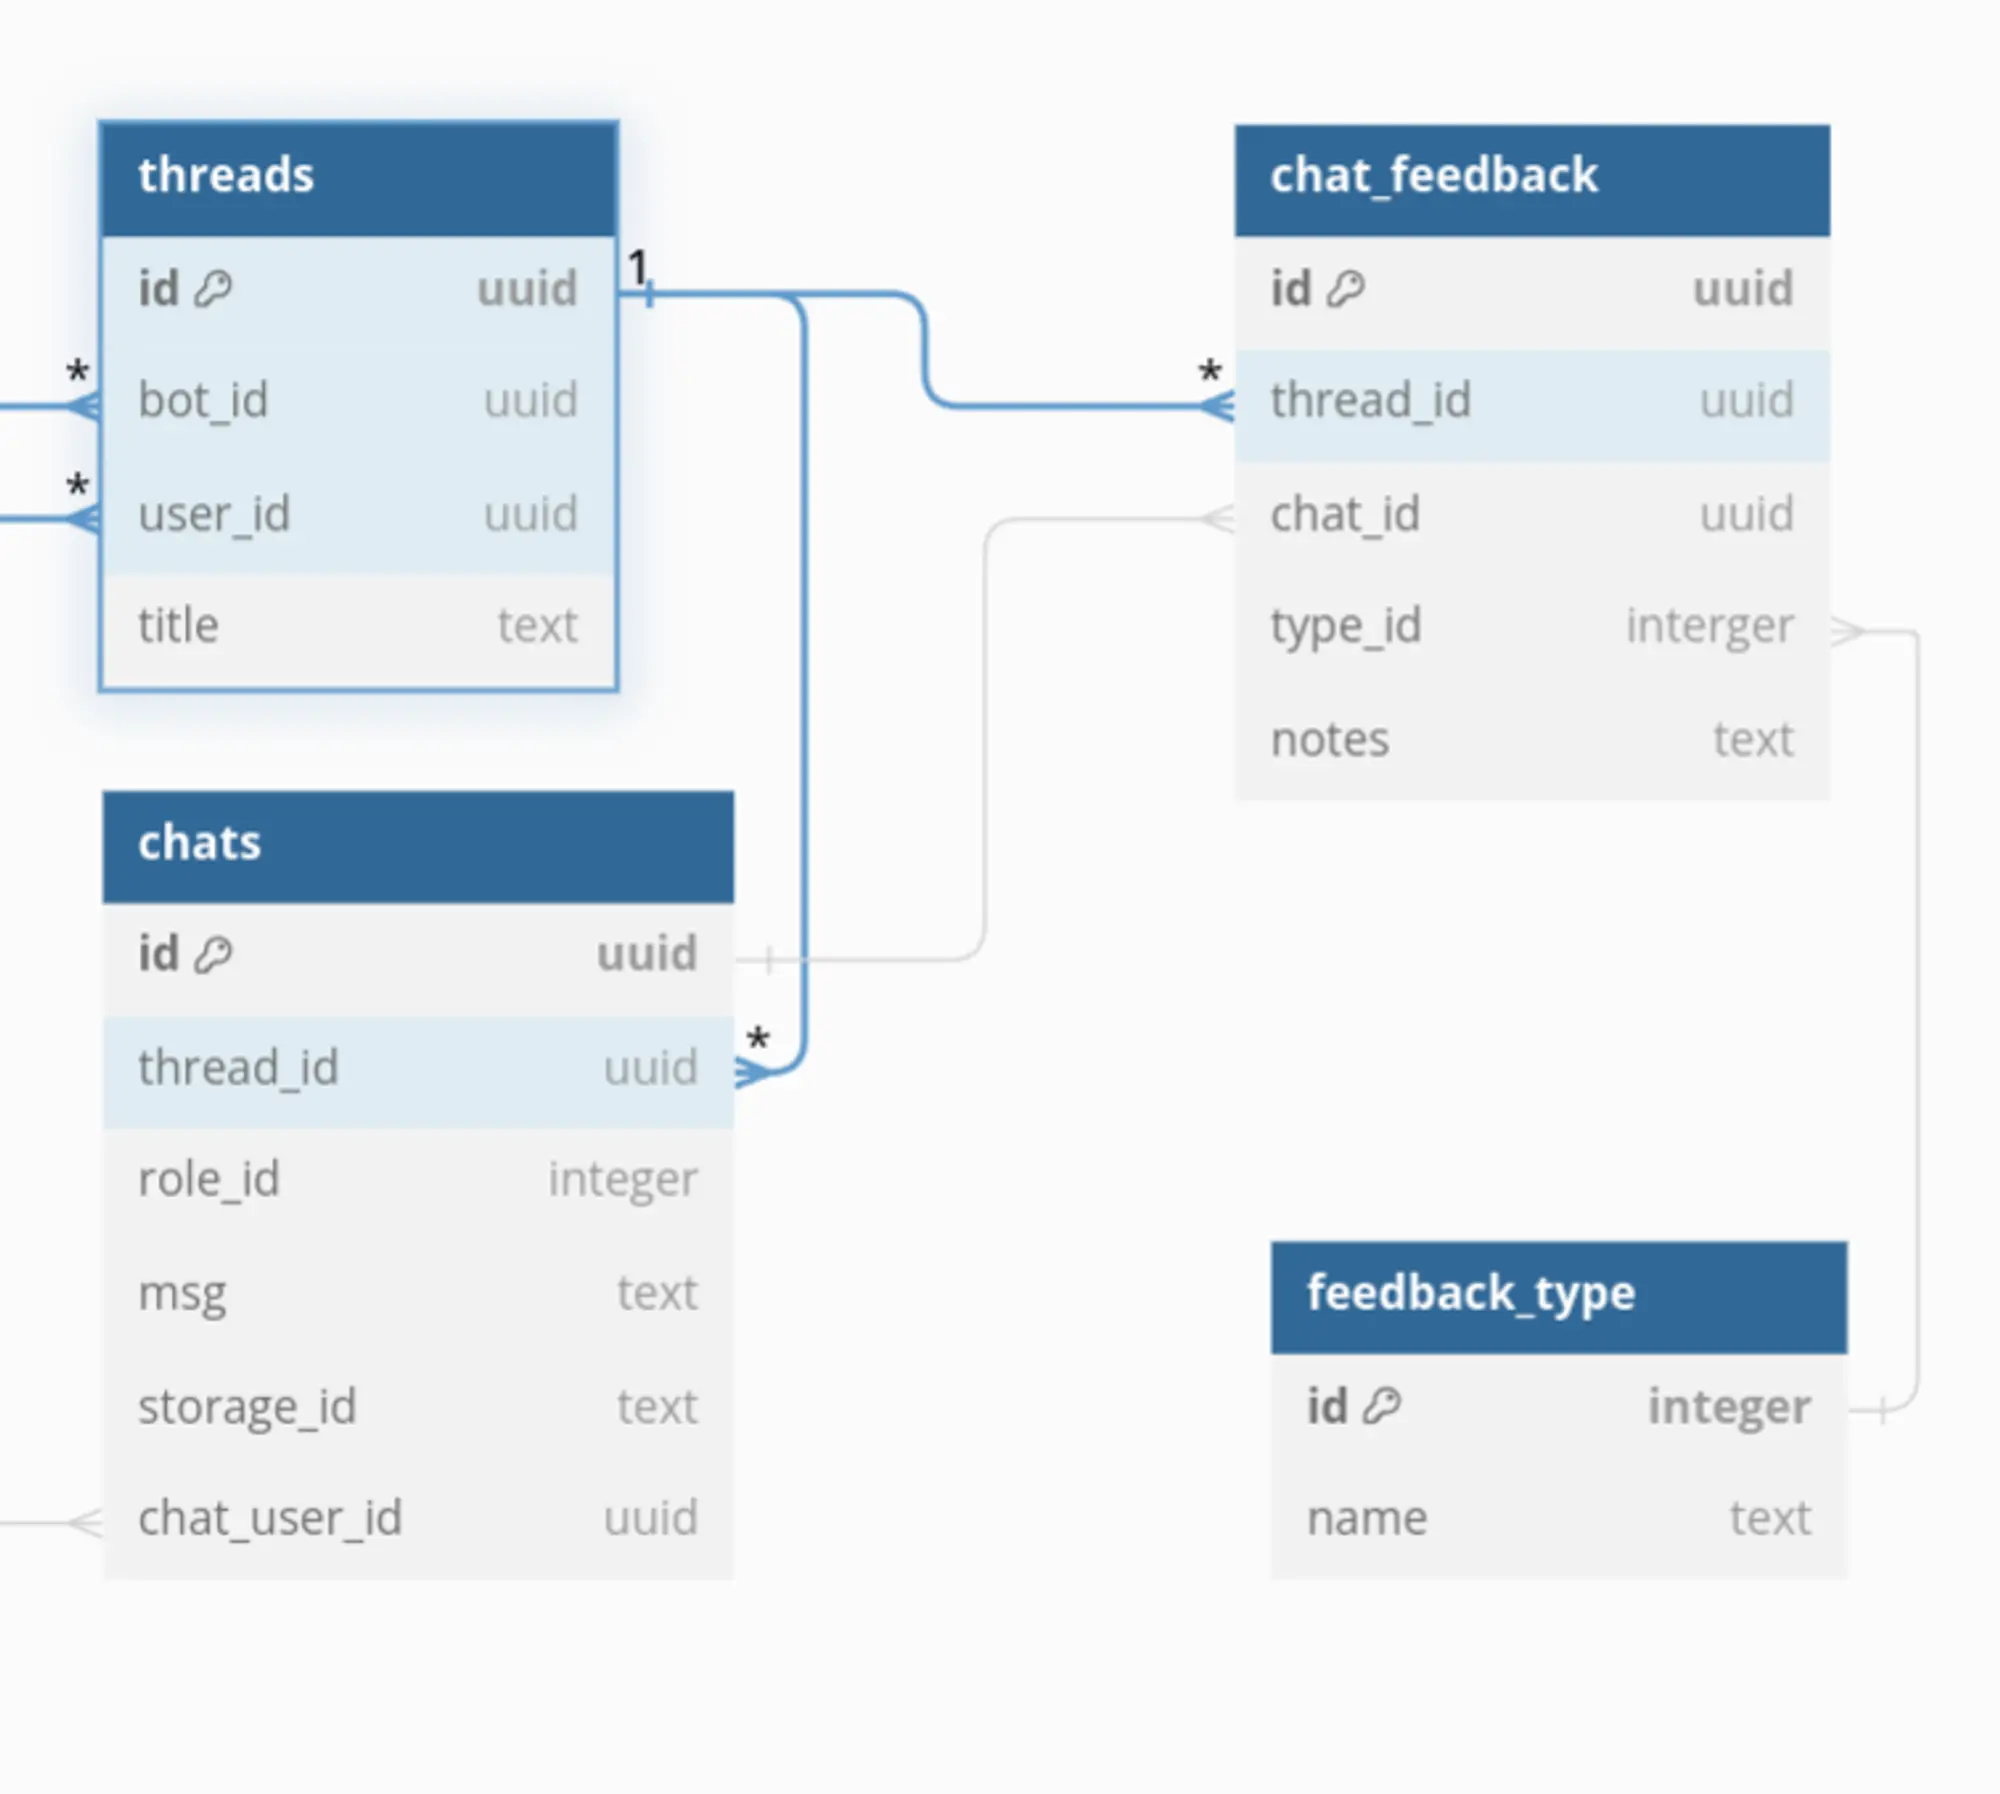 threads
id uuid
bot_id uuid
user_id uuid
title text
1
*
*
chat_feedback
id uuid
thread_id uuid
chat_id uuid
type_id interger
notes text
*
chats
id uuid
thread_id uuid
role_id integer
msg text
storage_id text
chat_user_id uuid
*
feedback_type
id integer
name text